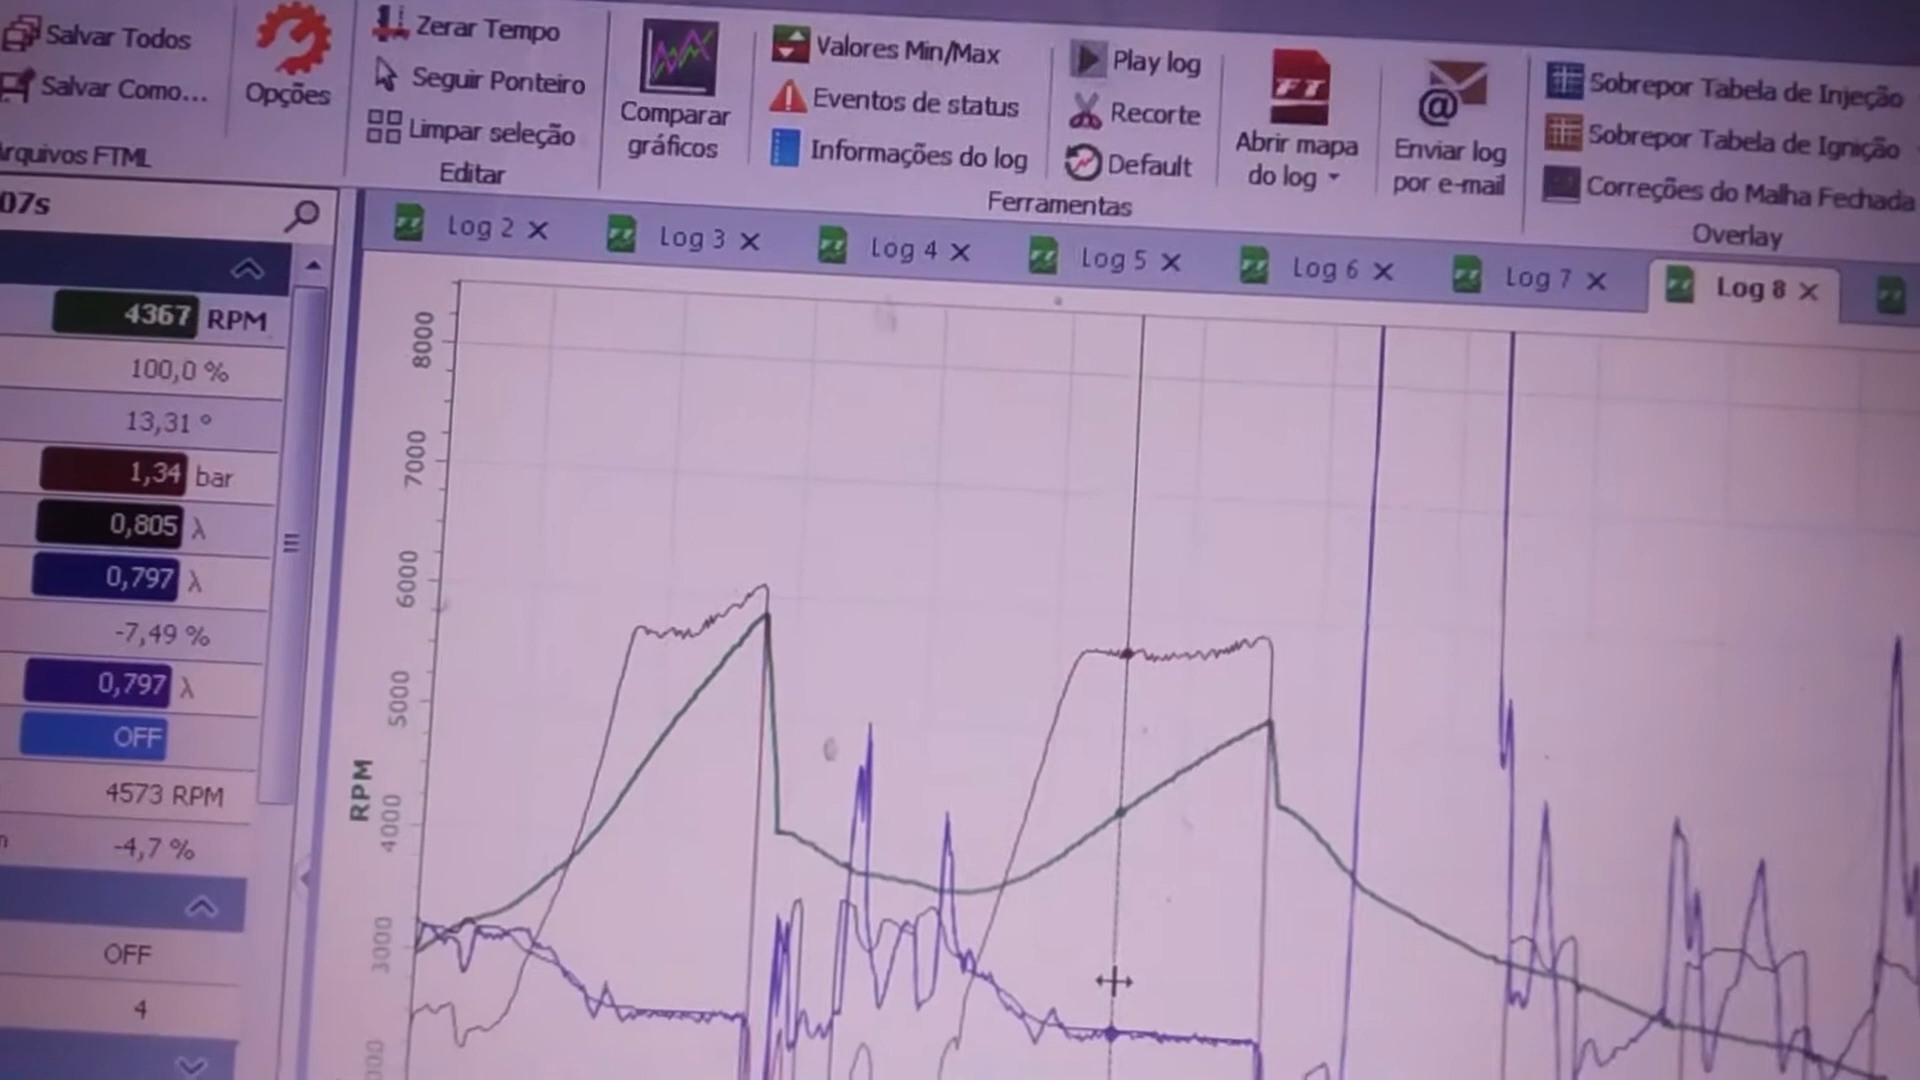 Salvar Todos
Salvar Como...
Arquivos FTML
Opções
Zerar Tempo
Seguir Ponteiro
Limpar seleção
Editar
Comparar
gráficos
Valores Min/Max
Eventos de status
Informações do log
Play log
Recorte
Default
Ferramentas
FT
Abrir mapa
do log
Enviar log
por e-mail
Sobrepor Tabela de Injeção
Sobrepor Tabela de Ignição
Correções do Malha Fechada
Overlay
07s
Log 2
Log 3
Log 4
Log 5
Log 6
Log 7
Log 8
4367 RPM
100,0 %
13,31 °
1,34 bar
0,805 λ
0,797 λ
-7,49 %
0,797 λ
OFF
4573 RPM
-4,7 %
OFF
4
8000
7000
6000
5000
4000
3000
RPM